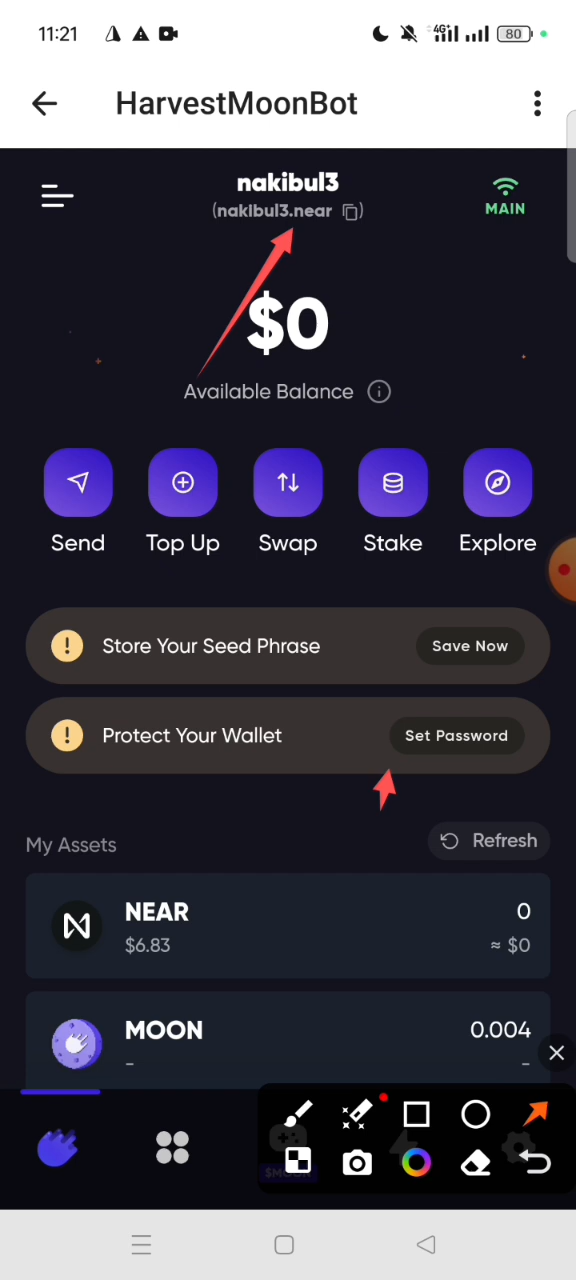 11:21
4G+
80
HarvestMoonBot
nakibul3
(nakibul3.near)
MAIN
$0
Available Balance
Send
Top Up
Swap
Stake
Explore
Store Your Seed Phrase
Save Now
Protect Your Wallet
Set Password
My Assets
Refresh
NEAR
0
$6.83
≈ $0
MOON
0.004
-
-